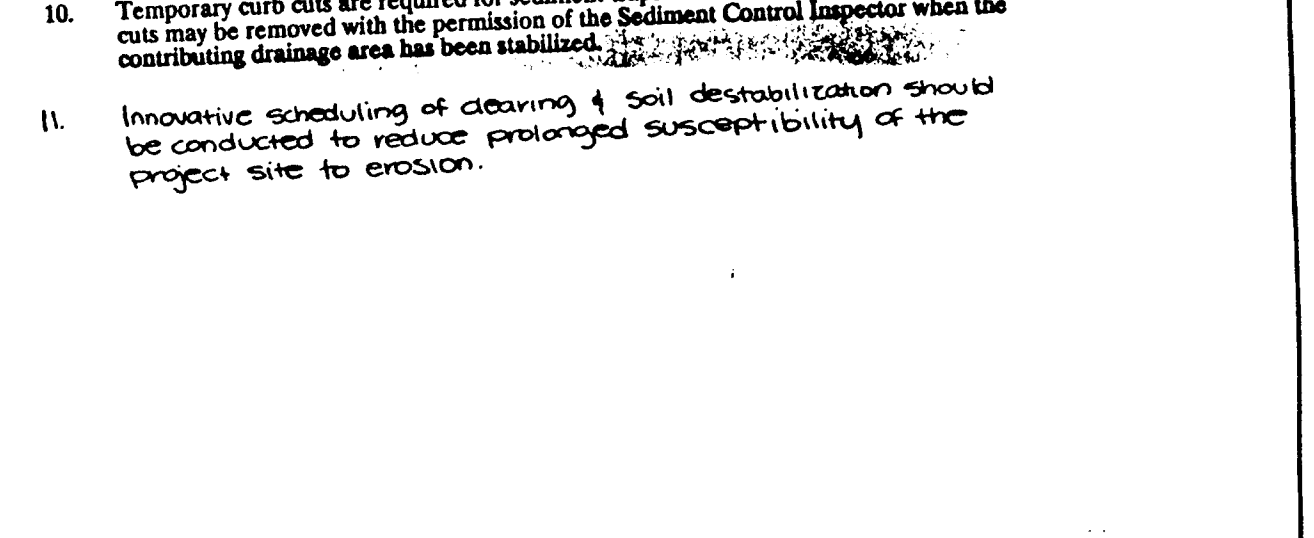 10. Temporary curb cuts are required for
cuts may be removed with the permission of the Sediment Control Inspector when the
contributing drainage area has been stabilized.
11. Innovative scheduling of clearing & soil destabilization should
be conducted to reduce prolonged susceptibility of the
project site to erosion.